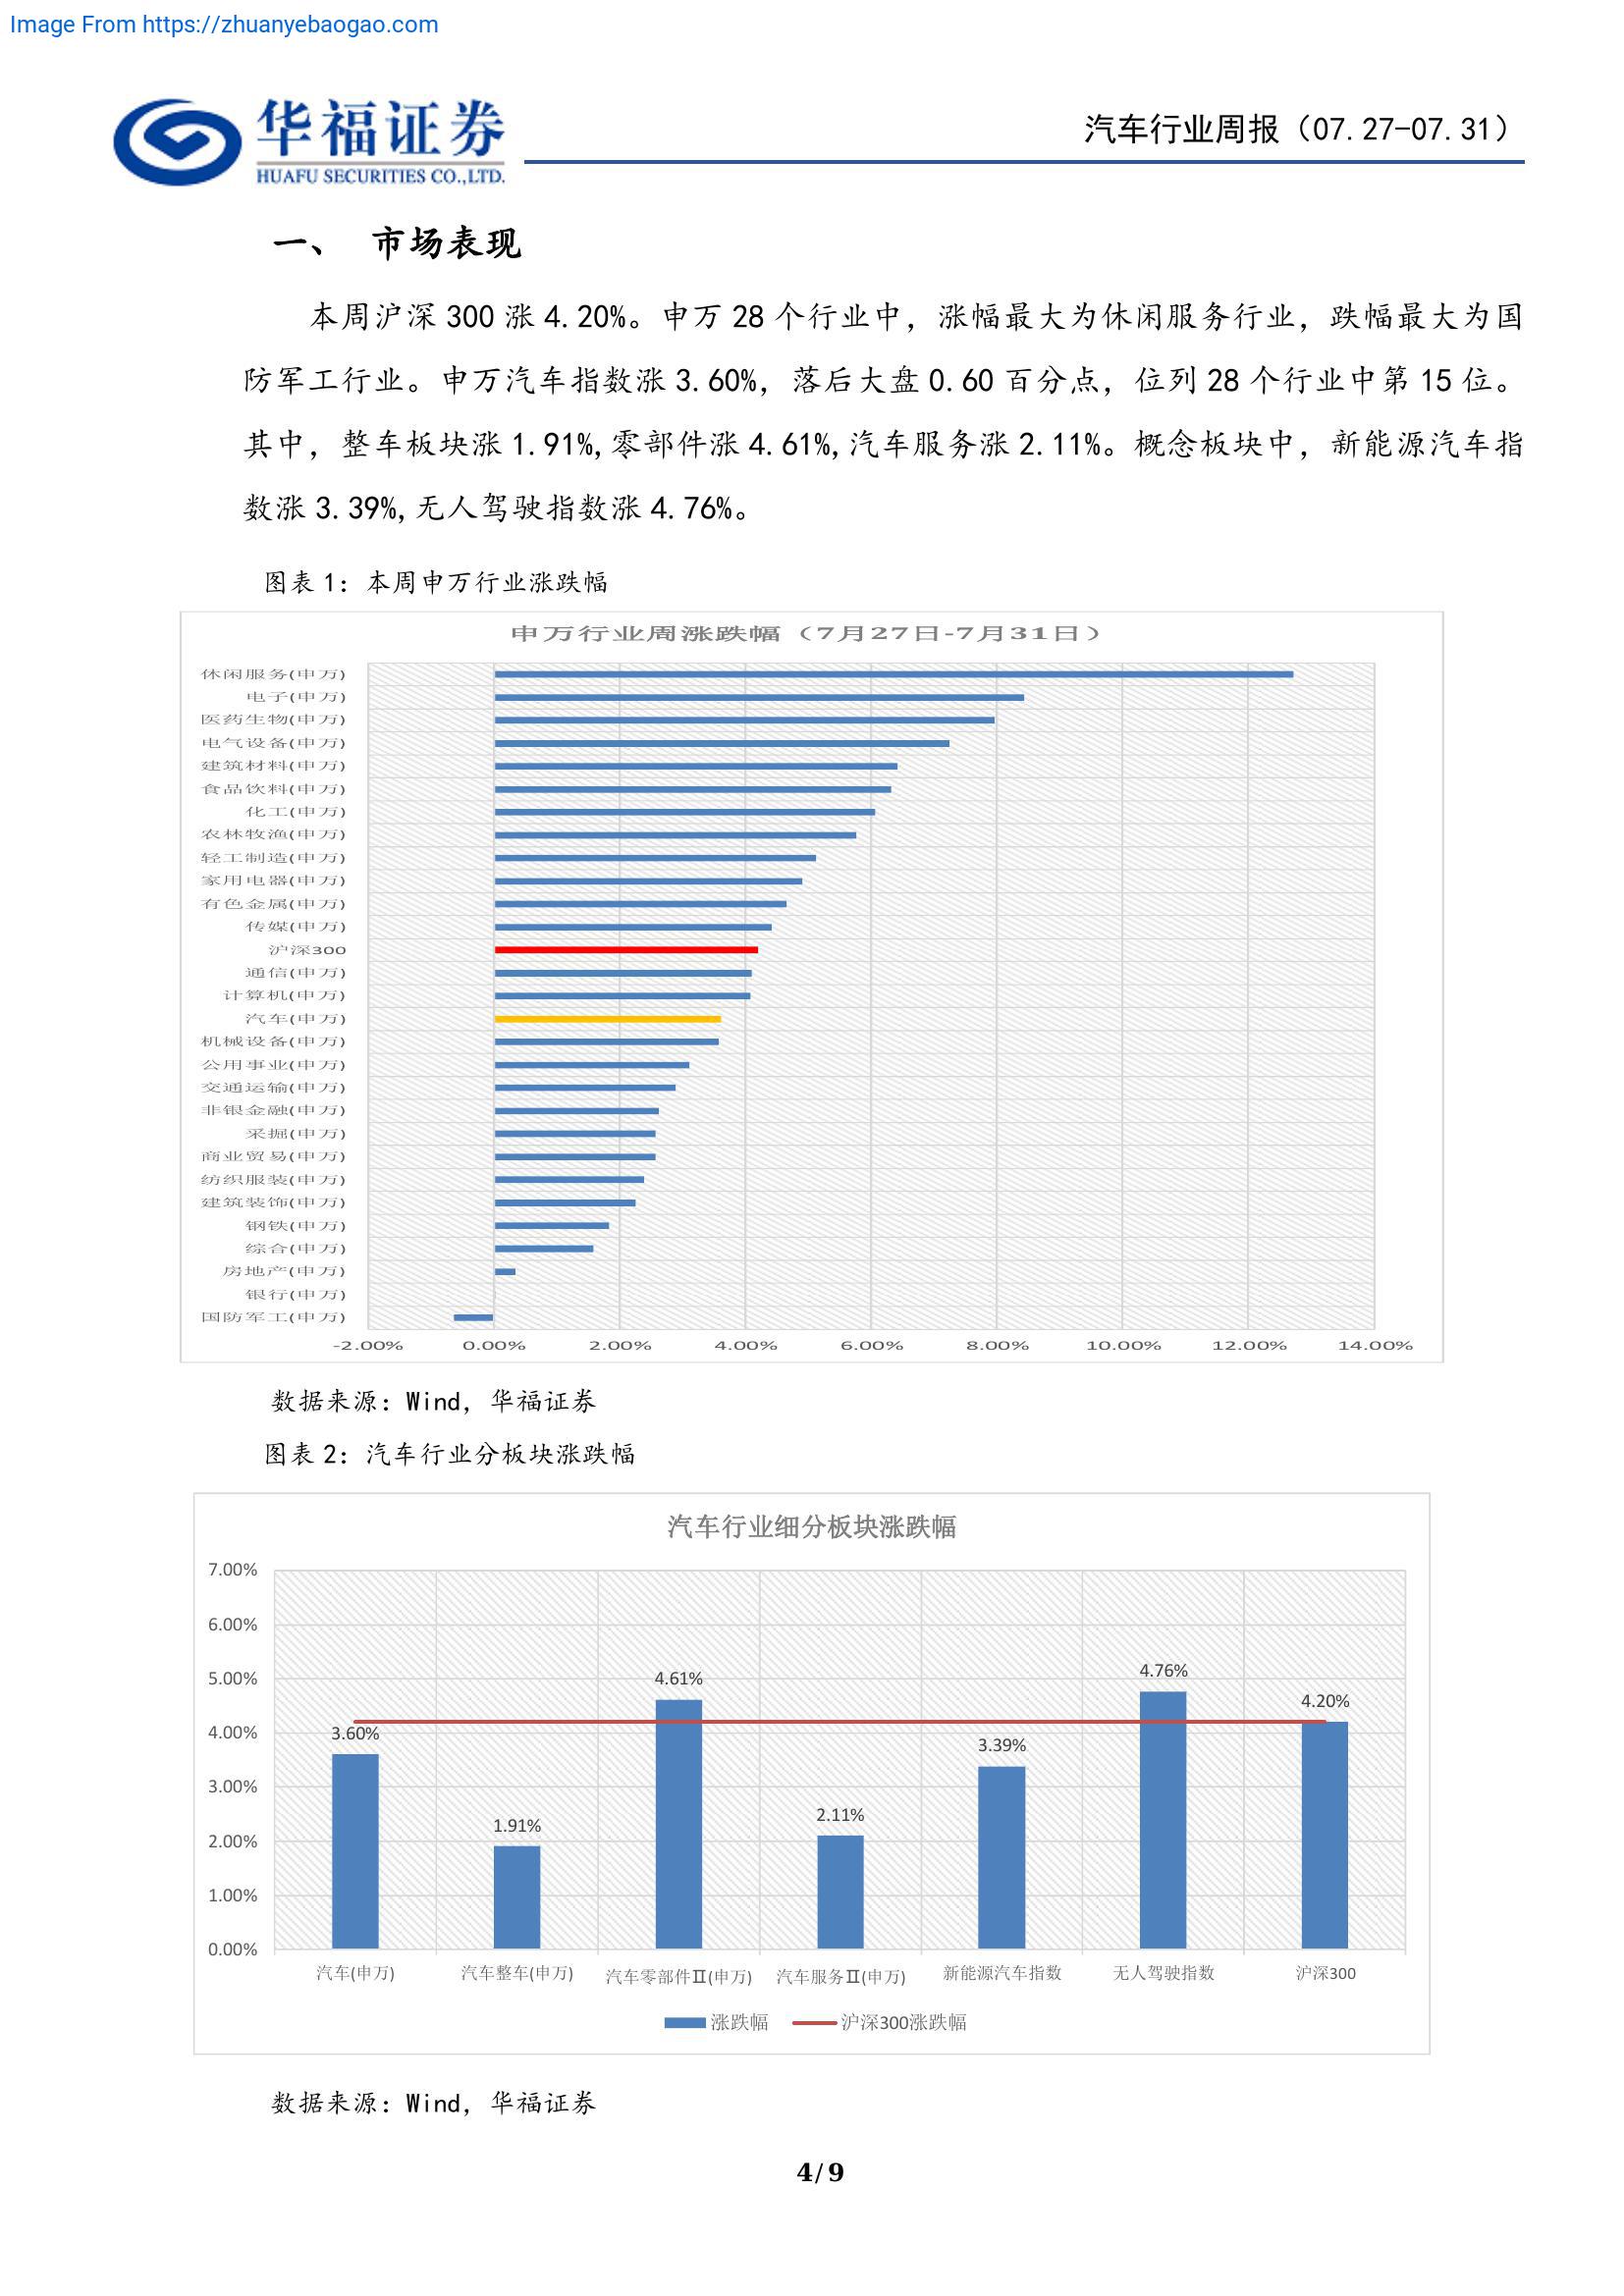 Image From https://zhuanyebaogao.com
华福证券
HUAFU SECURITIES CO.,LTD.
汽车行业周报（07.27-07.31）
一、 市场表现
本周沪深 300 涨 4.20%。申万 28 个行业中，涨幅最大为休闲服务行业，跌幅最大为国
防军工行业。申万汽车指数涨 3.60%，落后大盘 0.60 百分点，位列 28 个行业中第 15 位。
其中，整车板块涨 1.91%,零部件涨 4.61%,汽车服务涨 2.11%。概念板块中，新能源汽车指
数涨 3.39%,无人驾驶指数涨 4.76%。
图表 1：本周申万行业涨跌幅
申万行业周涨跌幅（7月27日-7月31日）
休闲服务(申万)
电子(申万)
医药生物(申万)
电气设备(申万)
建筑材料(申万)
食品饮料(申万)
化工(申万)
农林牧渔(申万)
轻工制造(申万)
家用电器(申万)
有色金属(申万)
传媒(申万)
沪深300
通信(申万)
计算机(申万)
汽车(申万)
机械设备(申万)
公用事业(申万)
交通运输(申万)
非银金融(申万)
采掘(申万)
商业贸易(申万)
纺织服装(申万)
建筑装饰(申万)
钢铁(申万)
综合(申万)
房地产(申万)
银行(申万)
国防军工(申万)
-2.00% 0.00% 2.00% 4.00% 6.00% 8.00% 10.00% 12.00% 14.00%
数据来源：Wind，华福证券
图表 2：汽车行业分板块涨跌幅
汽车行业细分板块涨跌幅
7.00%
6.00%
5.00%
4.00%
3.00%
2.00%
1.00%
0.00%
3.60%
1.91%
4.61%
2.11%
3.39%
4.76%
4.20%
汽车(申万) 汽车整车(申万) 汽车零部件Ⅱ(申万) 汽车服务Ⅱ(申万) 新能源汽车指数 无人驾驶指数 沪深300
涨跌幅 沪深300涨跌幅
数据来源：Wind，华福证券
4/9